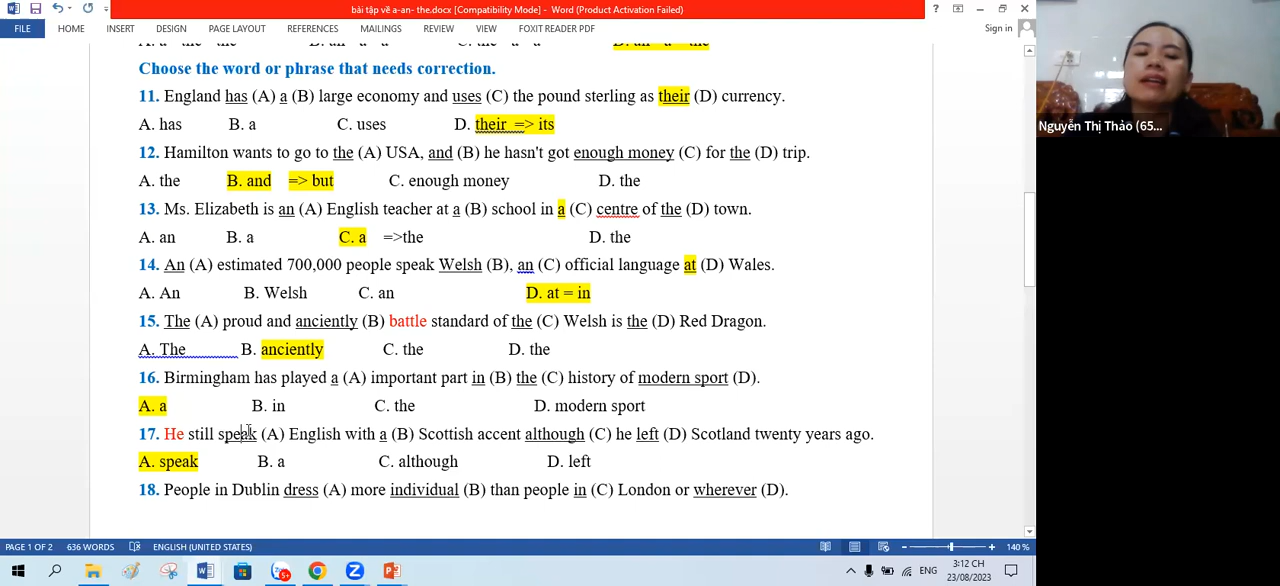 bài tập về a-an- the.docx [Compatibility Mode] - Word (Product Activation Failed)
FILE HOME INSERT DESIGN PAGE LAYOUT REFERENCES MAILINGS REVIEW VIEW FOXIT READER PDF Sign in
Choose the word or phrase that needs correction.
11. England has (A) a (B) large economy and uses (C) the pound sterling as their (D) currency.
A. has B. a C. uses D. their => its
12. Hamilton wants to go to the (A) USA, and (B) he hasn't got enough money (C) for the (D) trip.
A. the B. and => but C. enough money D. the
13. Ms. Elizabeth is an (A) English teacher at a (B) school in a (C) centre of the (D) town.
A. an B. a C. a =>the D. the
14. An (A) estimated 700,000 people speak Welsh (B), an (C) official language at (D) Wales.
A. An B. Welsh C. an D. at = in
15. The (A) proud and anciently (B) battle standard of the (C) Welsh is the (D) Red Dragon.
A. The B. anciently C. the D. the
16. Birmingham has played a (A) important part in (B) the (C) history of modern sport (D).
A. a B. in C. the D. modern sport
17. He still speak (A) English with a (B) Scottish accent although (C) he left (D) Scotland twenty years ago.
A. speak B. a C. although D. left
18. People in Dublin dress (A) more individual (B) than people in (C) London or wherever (D).
Nguyễn Thị Thảo (65...
PAGE 1 OF 2 636 WORDS ENGLISH (UNITED STATES) 140 %
ENG 3:12 CH
23/08/2023